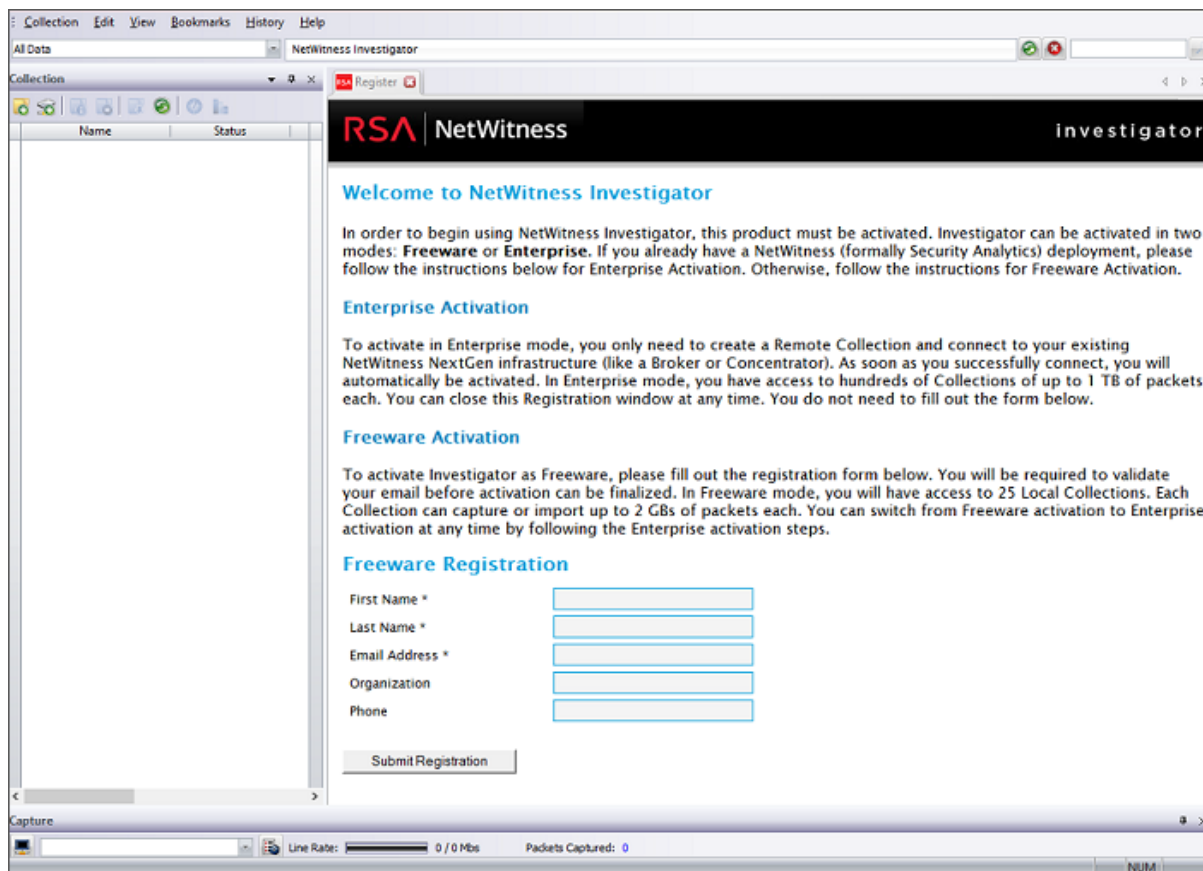 Collection Edit View Bookmarks History Help
All Data
NetWitness Investigator
Collection
RSA Register
Name Status
RSA NetWitness
investigator
Welcome to NetWitness Investigator
In order to begin using NetWitness Investigator, this product must be activated. Investigator can be activated in two
modes: Freeware or Enterprise. If you already have a NetWitness (formally Security Analytics) deployment, please
follow the instructions below for Enterprise Activation. Otherwise, follow the instructions for Freeware Activation.
Enterprise Activation
To activate in Enterprise mode, you only need to create a Remote Collection and connect to your existing
NetWitness NextGen infrastructure (like a Broker or Concentrator). As soon as you successfully connect, you will
automatically be activated. In Enterprise mode, you have access to hundreds of Collections of up to 1 TB of packets
each. You can close this Registration window at any time. You do not need to fill out the form below.
Freeware Activation
To activate Investigator as Freeware, please fill out the registration form below. You will be required to validate
your email before activation can be finalized. In Freeware mode, you will have access to 25 Local Collections. Each
Collection can capture or import up to 2 GBs of packets each. You can switch from Freeware activation to Enterprise
activation at any time by following the Enterprise activation steps.
Freeware Registration
First Name *
Last Name *
Email Address *
Organization
Phone
Submit Registration
Capture
Line Rate: 0 / 0 Mbs Packets Captured: 0
NUM